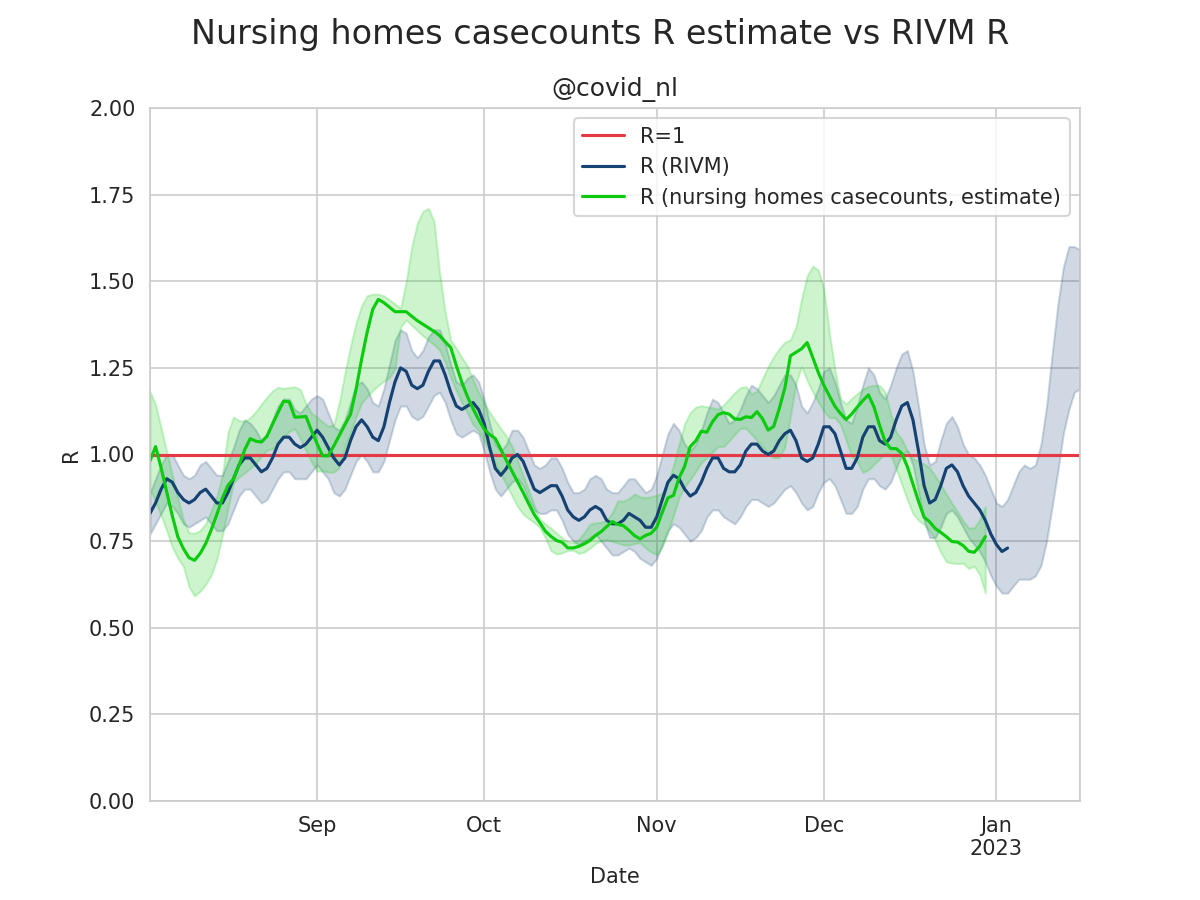 Nursing homes casecounts R estimate vs RIVM R
@covid_nl
R=1
R (RIVM)
R (nursing homes casecounts, estimate)
2.00
1.75
1.50
1.25
1.00
0.75
0.50
0.25
0.00
R
Sep
Oct
Nov
Dec
Jan
2023
Date